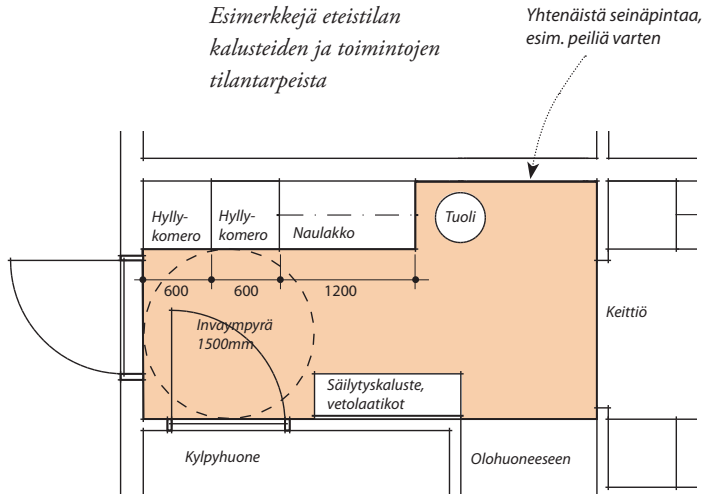 Esimerkkejä eteistilan
kalusteiden ja toimintojen
tilantarpeista
Yhtenäistä seinäpintaa,
esim. peiliä varten
Hylly-
komero
Hylly-
komero
Naulakko
Tuoli
600
600
1200
Invaympyrä
1500mm
Keittiö
Säilytyskaluste,
vetolaatikot
Kylpyhuone
Olohuoneeseen